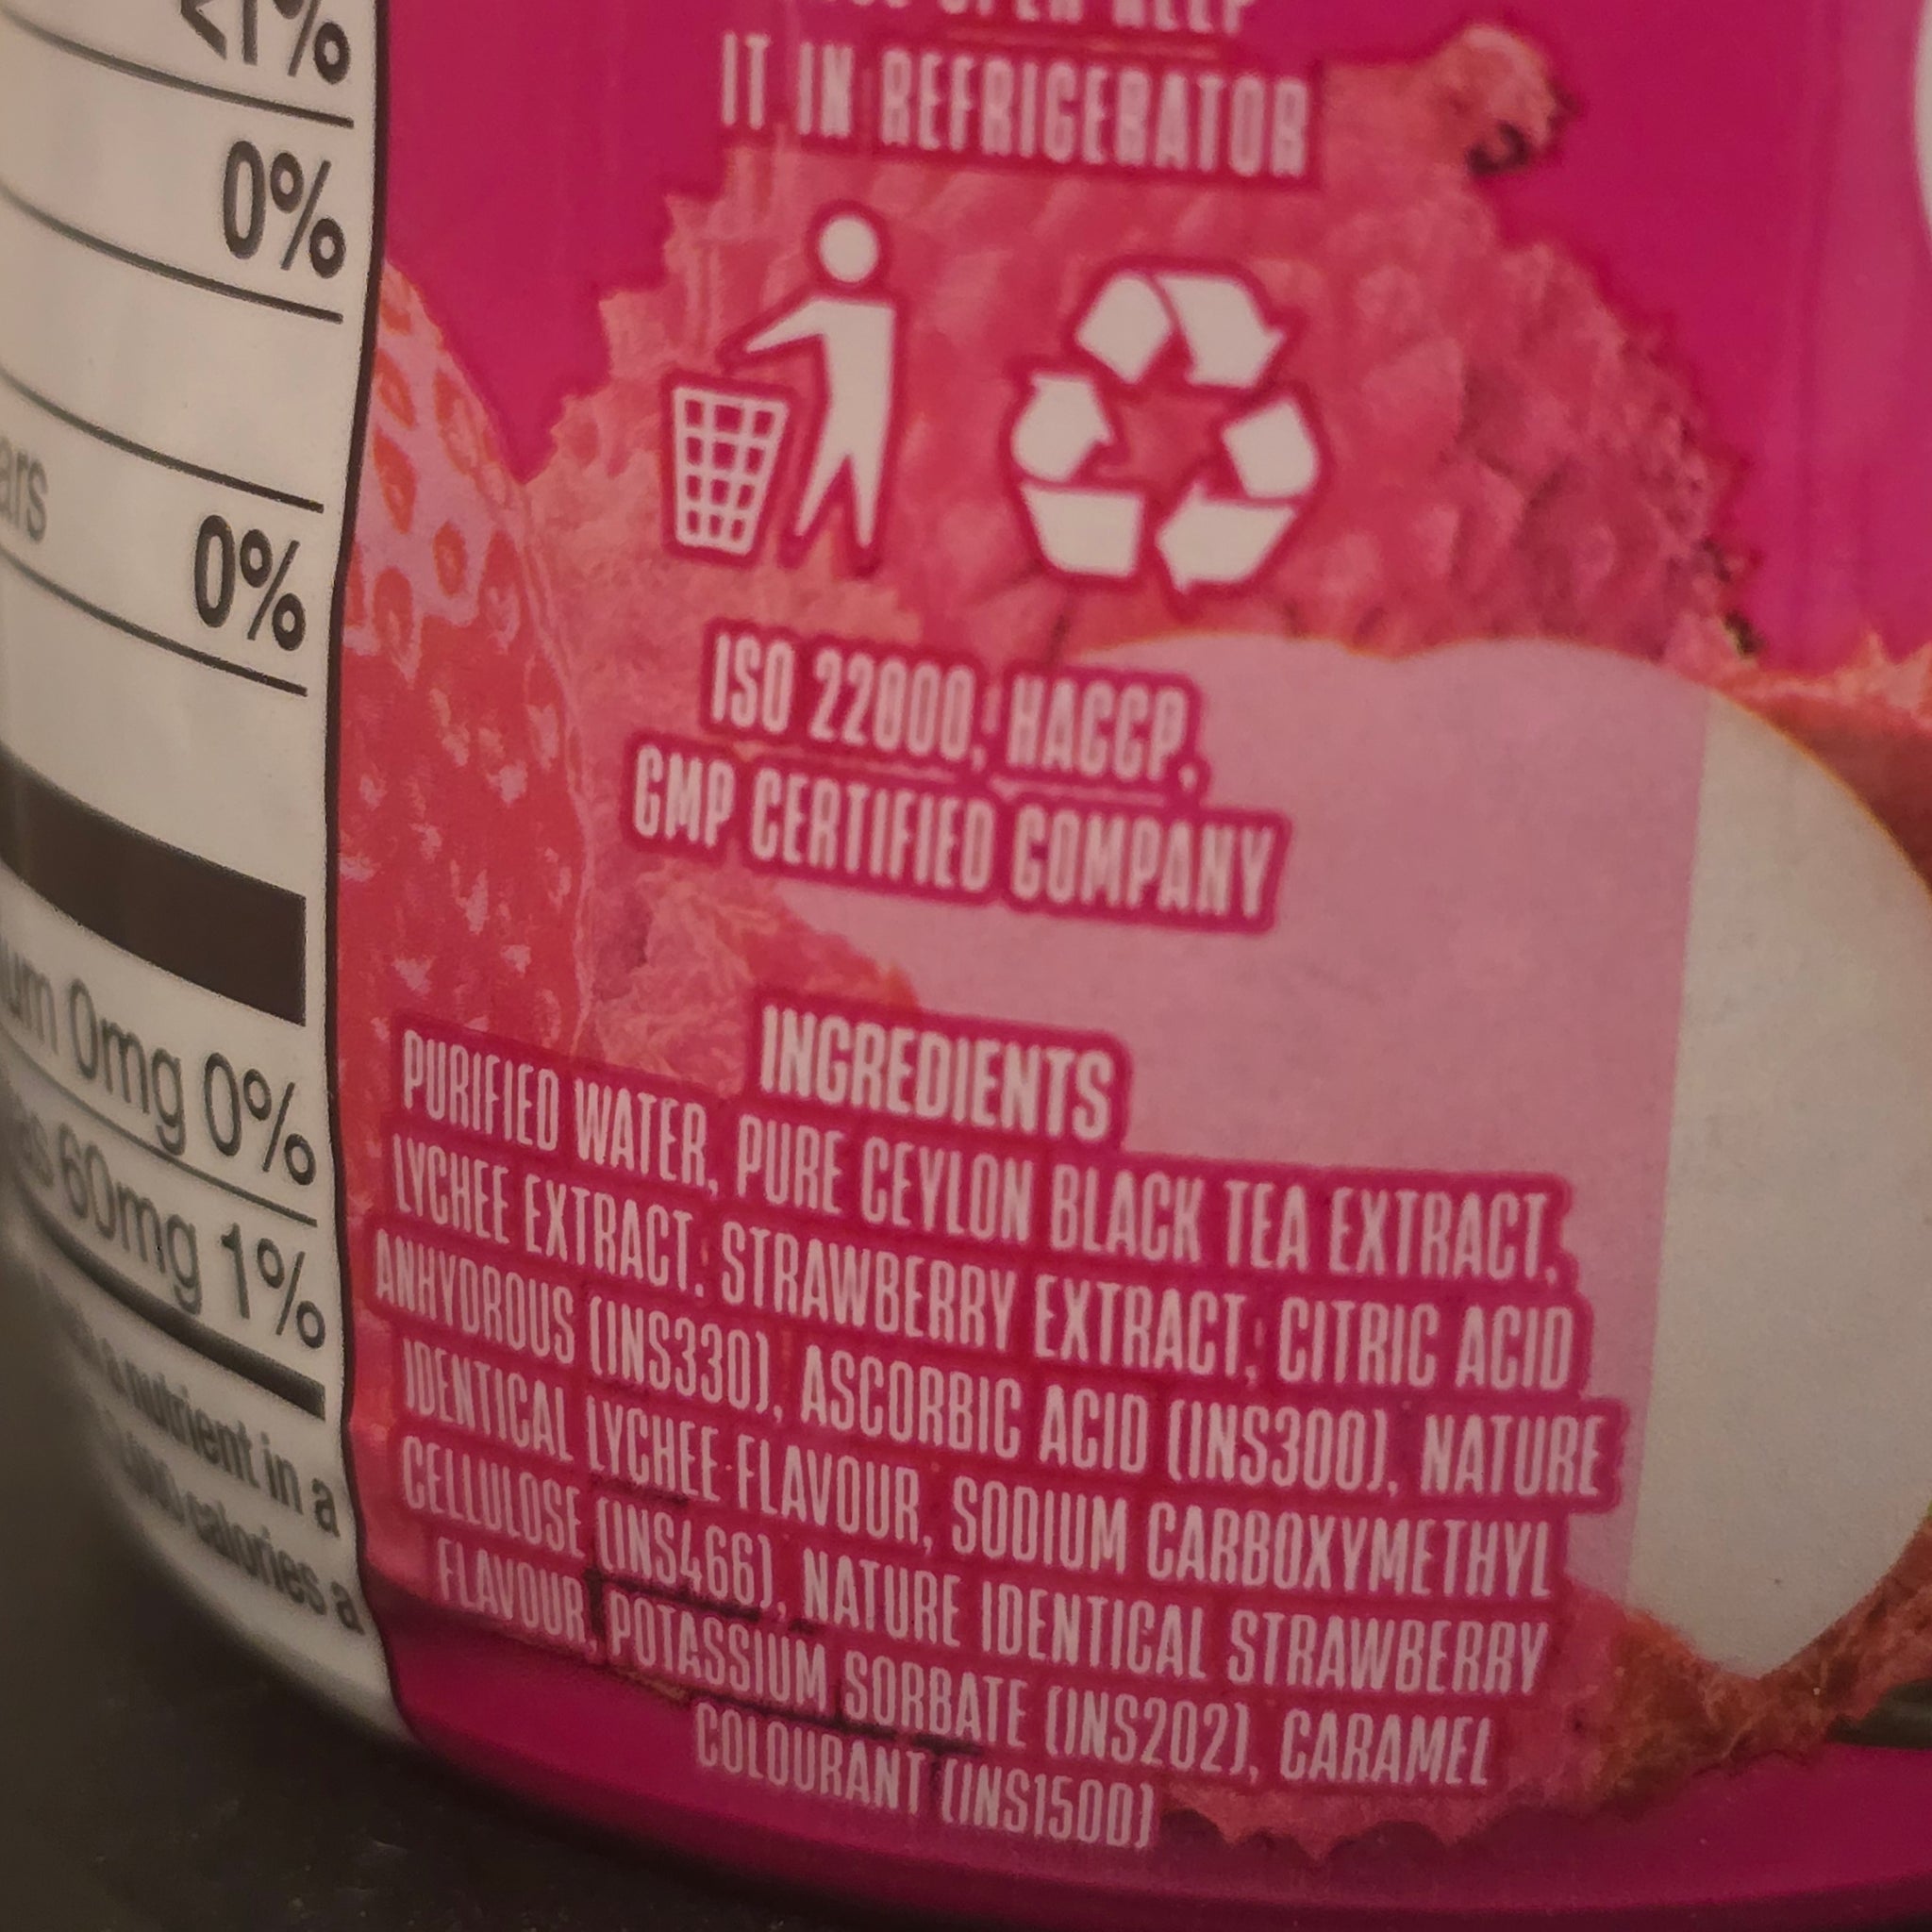 <1%
0%
ars
0%
um 0mg 0%
60mg 1%
nutrient in a
calories a
KEEP
IT IN REFRIGERATOR
ISO 22000, HACCP,
GMP CERTIFIED COMPANY
INGREDIENTS
PURIFIED WATER, PURE CEYLON BLACK TEA EXTRACT,
LYCHEE EXTRACT, STRAWBERRY EXTRACT, CITRIC ACID
ANHYDROUS (INS330), ASCORBIC ACID (INS300), NATURE
IDENTICAL LYCHEE FLAVOUR, SODIUM CARBOXYMETHYL
CELLULOSE (INS466), NATURE IDENTICAL STRAWBERRY
FLAVOUR, POTASSIUM SORBATE (INS202), CARAMEL
COLOURANT (INS150D)